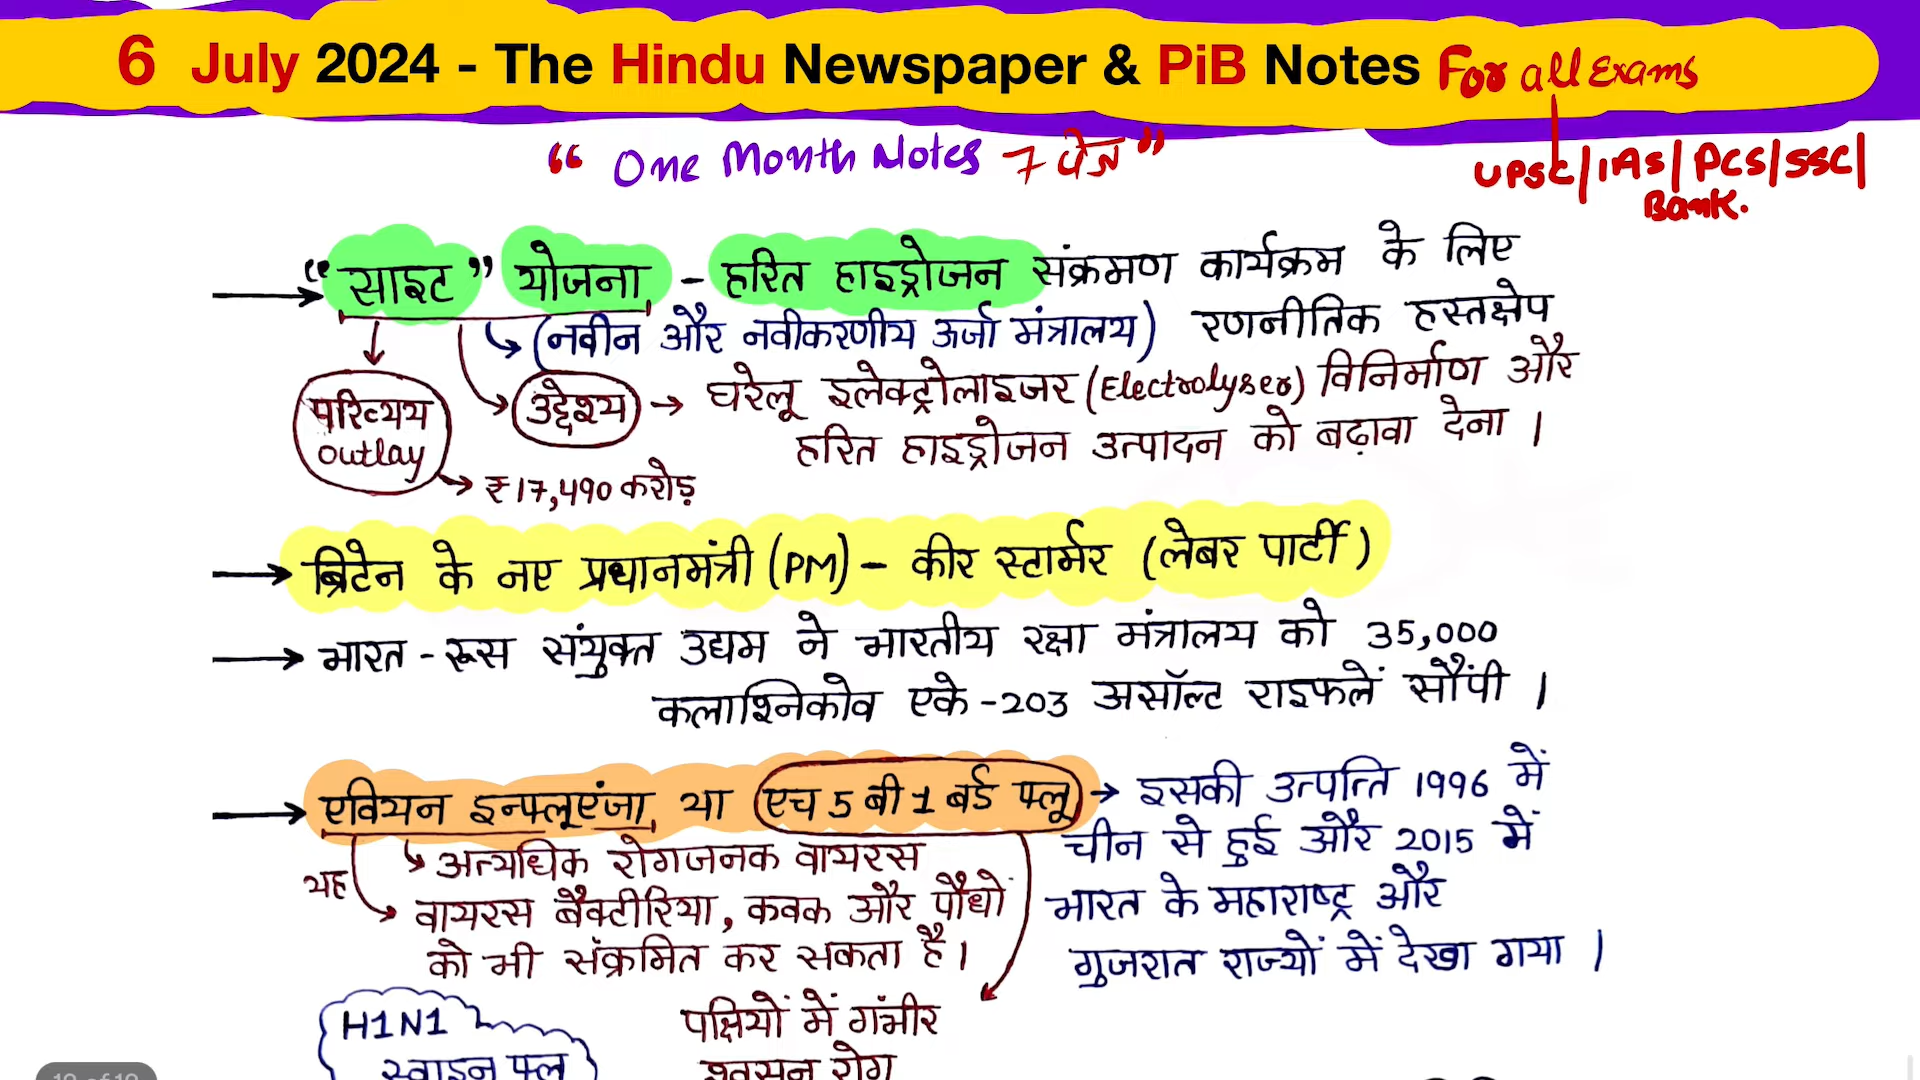 6 July 2024 - The Hindu Newspaper & PiB Notes For all Exams
UPSC/IAS/PCS/SSC/
Bank.
“ One Month Notes 7 पेज ”
“साइट” योजना - हरित हाइड्रोजन संक्रमण कार्यक्रम के लिए
(नवीन और नवीकरणीय ऊर्जा मंत्रालय) रणनीतिक हस्तक्षेप
परिव्यय
outlay
→ ₹17,490 करोड़
उद्देश्य → घरेलू इलेक्ट्रोलाइजर (Electrolyser) विनिर्माण और
हरित हाइड्रोजन उत्पादन को बढ़ावा देना ।
ब्रिटेन के नए प्रधानमंत्री (PM) - कीर स्टार्मर (लेबर पार्टी)
भारत - रूस संयुक्त उद्यम ने भारतीय रक्षा मंत्रालय को 35,000
कलाश्निकोव एके -203 असॉल्ट राइफलें सौंपी ।
एवियन इन्फ्लूएंजा या एच 5 बी 1 बर्ड फ्लू → इसकी उत्पत्ति 1996 में
चीन से हुई और 2015 में
भारत के महाराष्ट्र और
गुजरात राज्यों में देखा गया ।
अत्यधिक रोगजनक वायरस
यह
वायरस बैक्टीरिया, कवक और पौधों
को भी संक्रमित कर सकता है ।
पक्षियों में गंभीर
श्वसन रोग
H1N1
स्वाइन फ्लू